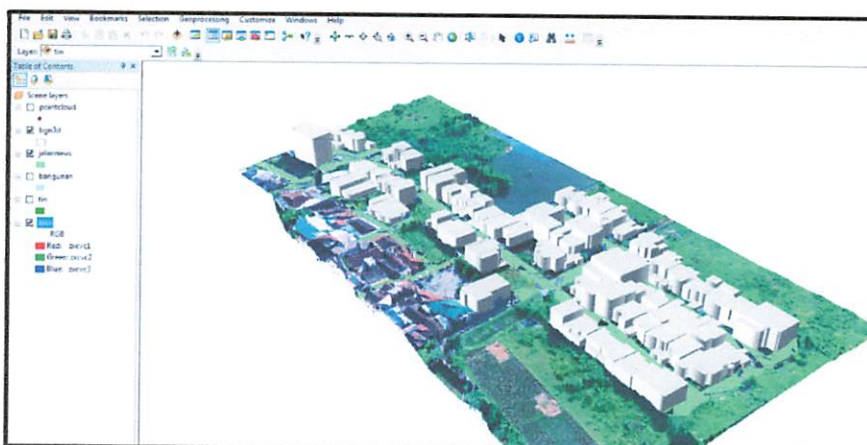 File Edit View Bookmarks Selection Geoprocessing Customize Windows Help
Layer: tin
Table of Contents
Scene layers
pointcloud
bgn3d
bangunan
tin
RGB
Red:
Green:
Blue: